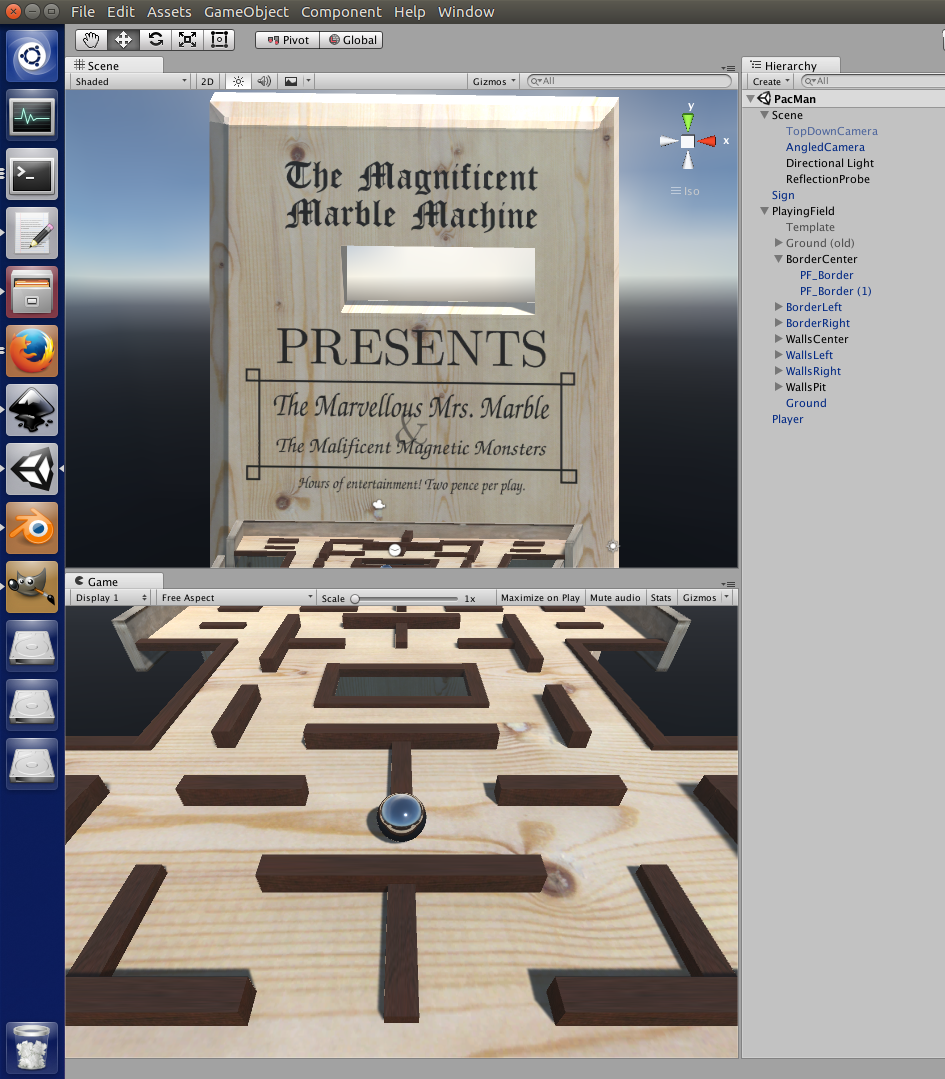 File Edit Assets GameObject Component Help Window
Pivot Global
Scene
Shaded 2D Gizmos All
y
x
Iso
The Magnificent
Marble Machine
PRESENTS
The Marvellous Mrs. Marble
&
The Malificent Magnetic Monsters
Hours of entertainment! Two pence per play.
Game
Display 1 Free Aspect Scale 1x Maximize on Play Mute audio Stats Gizmos
Hierarchy
Create All
PacMan
Scene
TopDownCamera
AngledCamera
Directional Light
ReflectionProbe
Sign
PlayingField
Template
Ground (old)
BorderCenter
PF_Border
PF_Border (1)
BorderLeft
BorderRight
WallsCenter
WallsLeft
WallsRight
WallsPit
Ground
Player